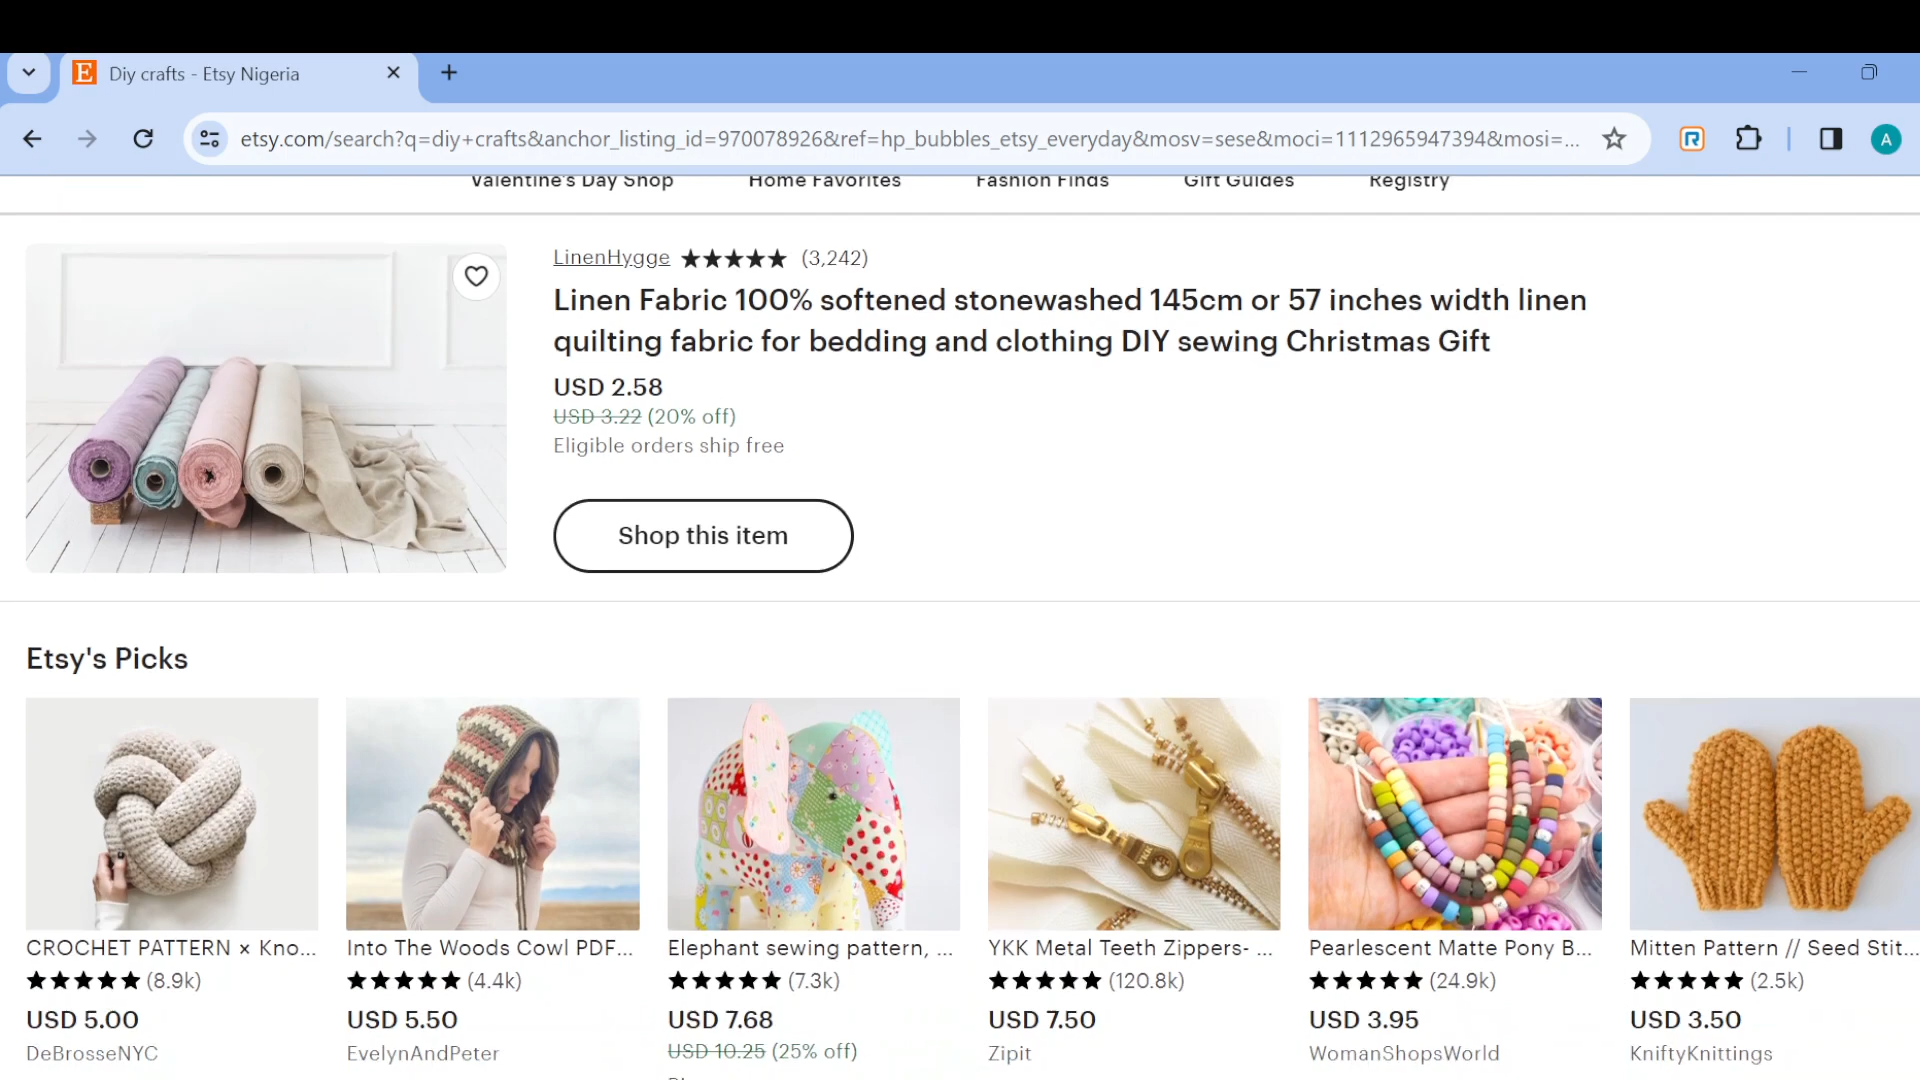 Diy crafts - Etsy Nigeria
etsy.com/search?q=diy+crafts&anchor_listing_id=970078926&ref=hp_bubbles_etsy_everyday&mosv=sese&moci=1112965947394&mosi=...
A
Valentine's Day Shop Home Favorites Fashion Finds Gift Guides Registry
LinenHygge ★★★★★ (3,242)
Linen Fabric 100% softened stonewashed 145cm or 57 inches width linen
quilting fabric for bedding and clothing DIY sewing Christmas Gift
USD 2.58
USD 3.22 (20% off)
Eligible orders ship free
Shop this item
Etsy's Picks
CROCHET PATTERN × Kno...
★★★★★ (8.9k)
USD 5.00
DeBrosseNYC
Into The Woods Cowl PDF...
★★★★★ (4.4k)
USD 5.50
EvelynAndPeter
Elephant sewing pattern, ...
★★★★★ (7.3k)
USD 7.68
USD 10.25 (25% off)
YKK
YKK Metal Teeth Zippers- ...
★★★★★ (120.8k)
USD 7.50
Zipit
Pearlescent Matte Pony B...
★★★★★ (24.9k)
USD 3.95
WomanShopsWorld
Mitten Pattern // Seed Stit...
★★★★★ (2.5k)
USD 3.50
KniftyKnittings